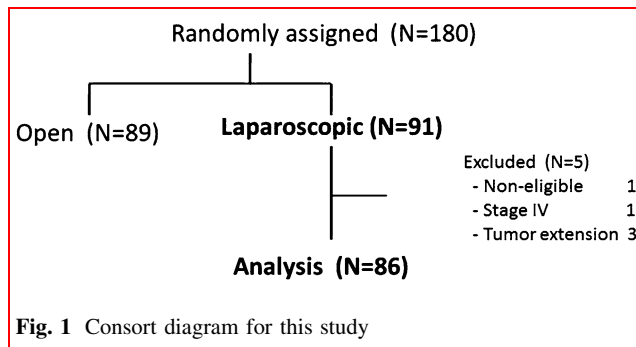 Randomly assigned (N=180)
Open (N=89)
Laparoscopic (N=91)
Excluded (N=5)
- Non-eligible 1
- Stage IV 1
- Tumor extension 3
Analysis (N=86)
Fig. 1 Consort diagram for this study